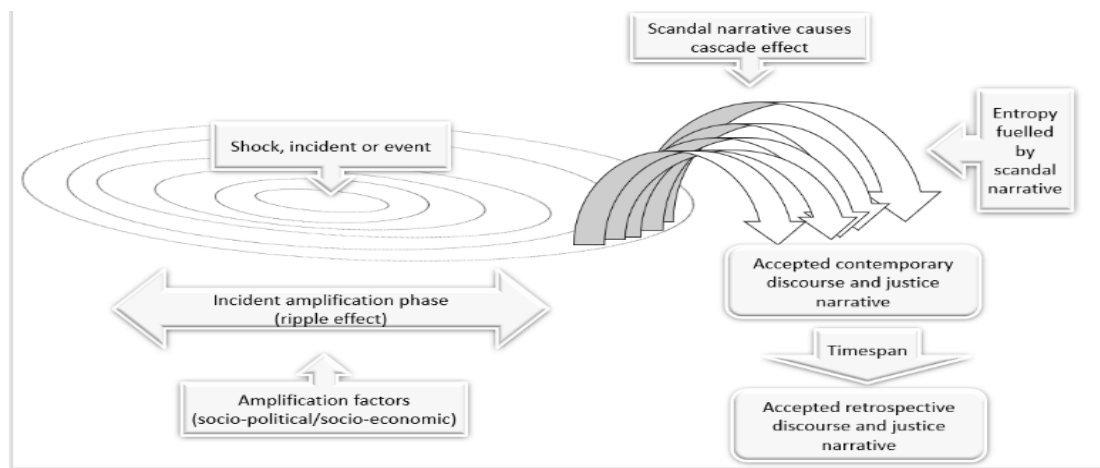 Scandal narrative causes
cascade effect
Entropy
fuelled
by
scandal
narrative
Shock, incident or event
Accepted contemporary
discourse and justice
narrative
Incident amplification phase
(ripple effect)
Timespan
Amplification factors
(socio-political/socio-economic)
Accepted retrospective
discourse and justice
narrative